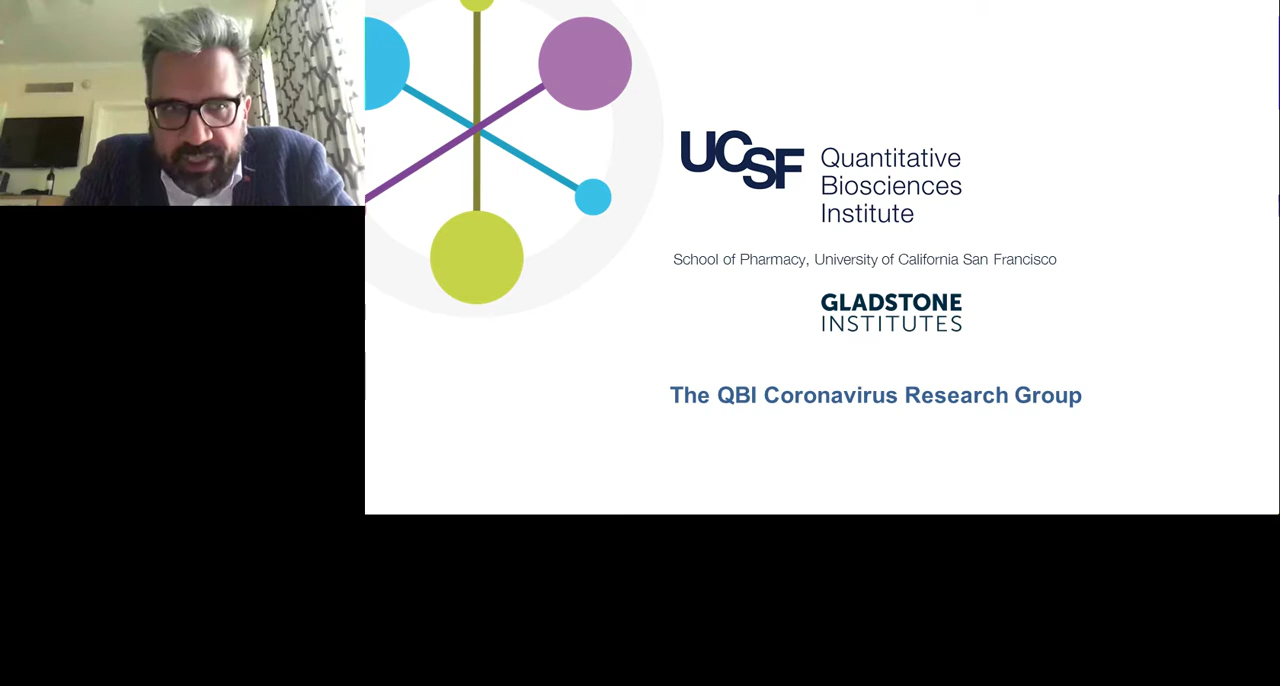 UCSF
Quantitative
Biosciences
Institute
School of Pharmacy, University of California San Francisco
GLADSTONE
INSTITUTES
The QBI Coronavirus Research Group